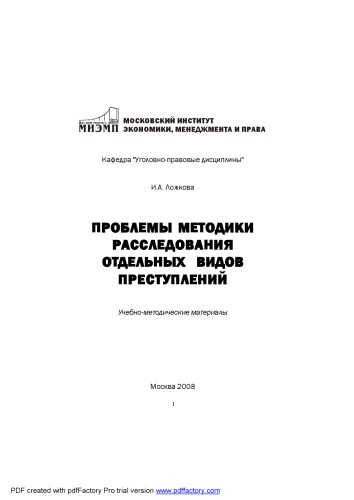 МОСКОВСКИЙ ИНСТИТУТ
МИЭМП ЭКОНОМИКИ, МЕНЕДЖМЕНТА И ПРАВА
Кафедра "Уголовно-правовые дисциплины"
И.А. Ложкова
ПРОБЛЕМЫ МЕТОДИКИ
РАССЛЕДОВАНИЯ
ОТДЕЛЬНЫХ ВИДОВ
ПРЕСТУПЛЕНИЙ
Учебно-методические материалы
Москва 2008
1
PDF created with pdfFactory Pro trial version www.pdffactory.com